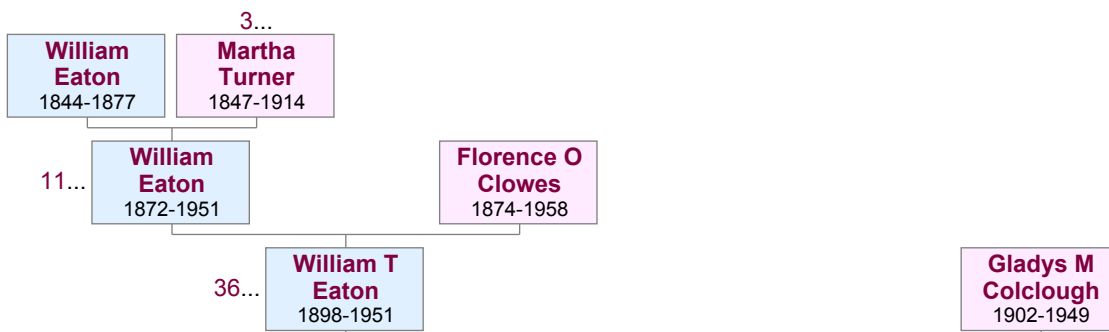 3...
William
Eaton
1844-1877
Martha
Turner
1847-1914
11...
William
Eaton
1872-1951
Florence O
Clowes
1874-1958
36...
William T
Eaton
1898-1951
Gladys M
Colclough
1902-1949